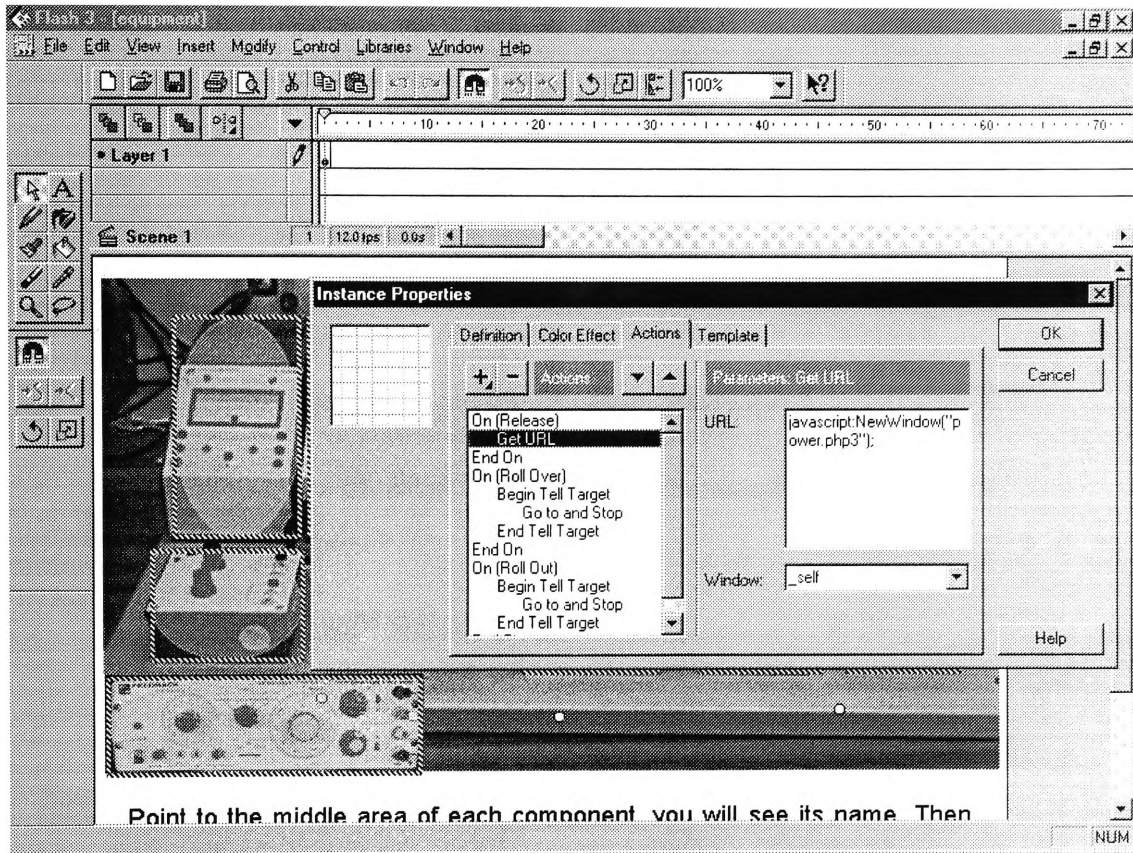 Flash 3 - [equipment]
File Edit View Insert Modify Control Libraries Window Help
100%
10 20 30 40 50 60 70
Layer 1
Scene 1 1 12.0 fps 0.0s
Instance Properties
Definition Color Effect Actions Template
OK
Cancel
Actions
Parameters: Get URL
On (Release)
Get URL
End On
On (Roll Over)
Begin Tell Target
Go to and Stop
End Tell Target
End On
On (Roll Out)
Begin Tell Target
Go to and Stop
End Tell Target
URL:
javascript:NewWindow("p
ower.php3");
Window: _self
Help
Point to the middle area of each component, you will see its name. Then
NUM